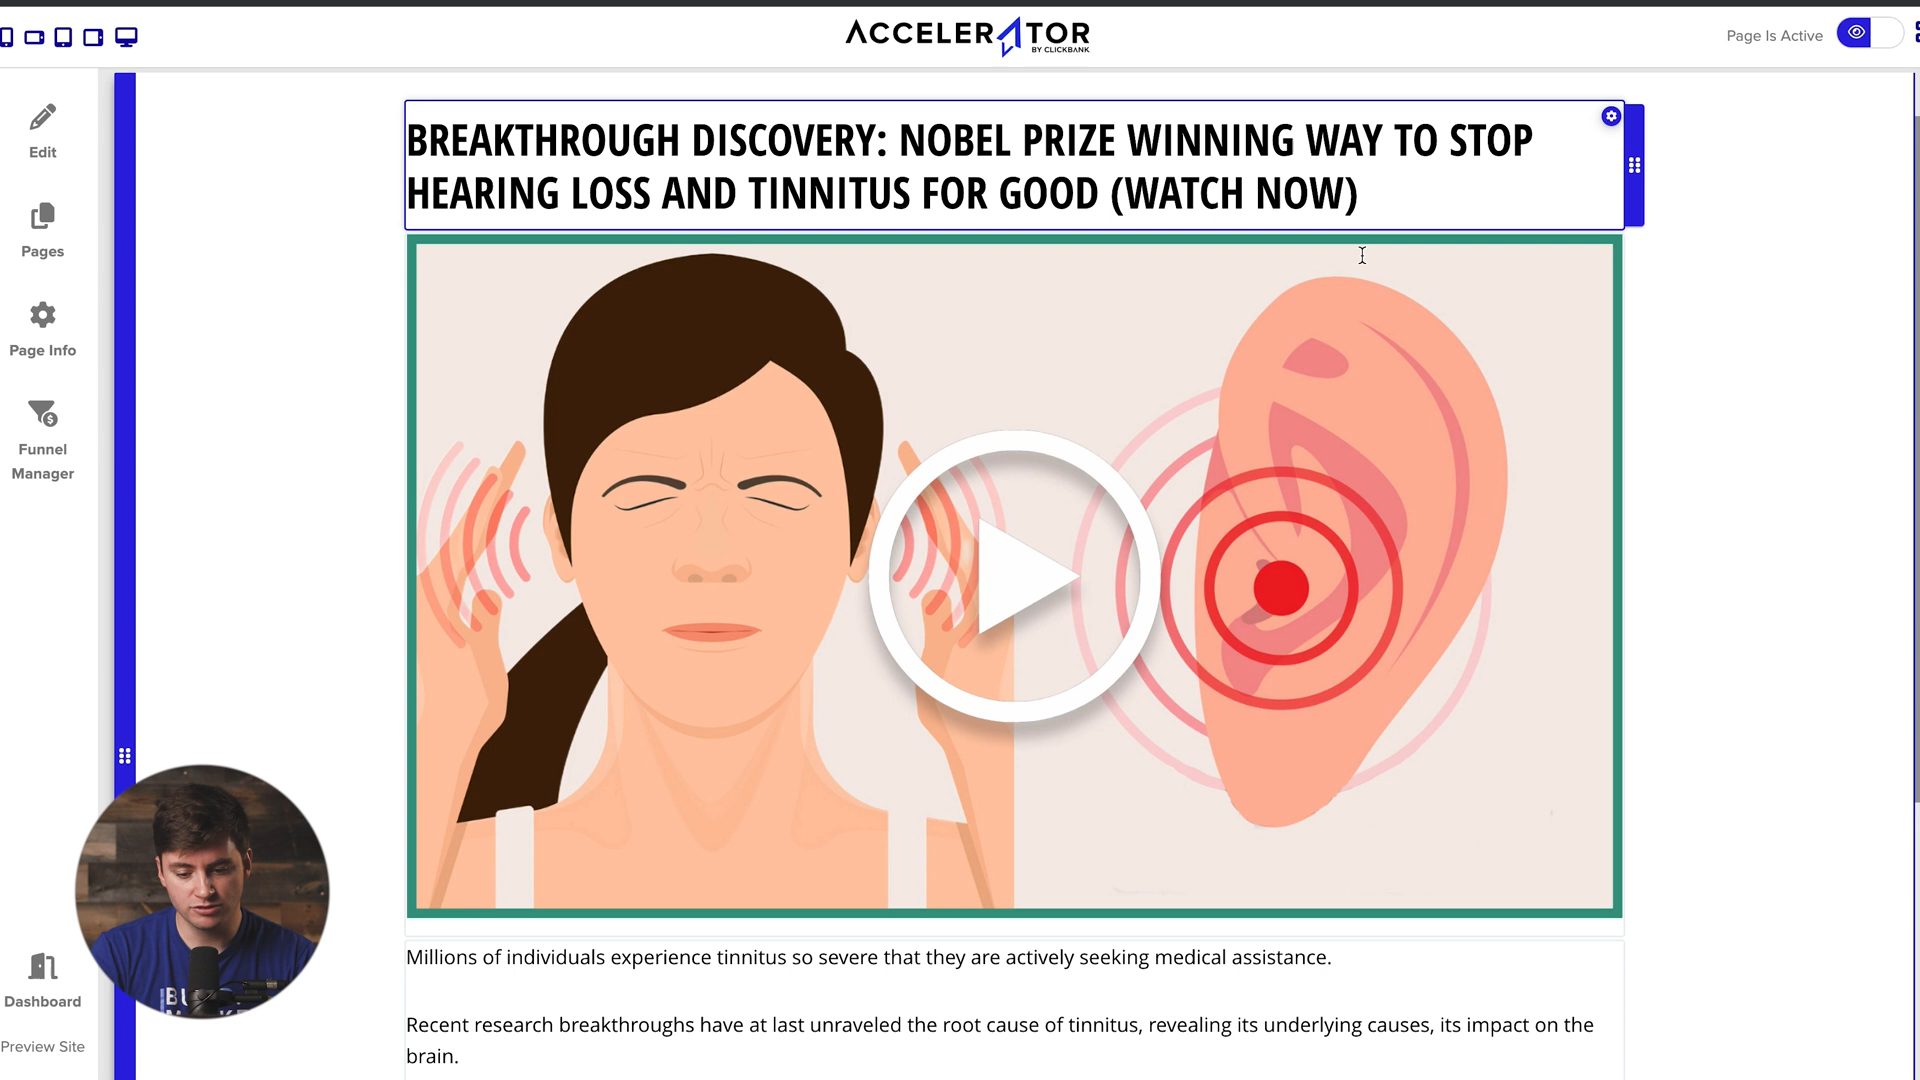 ACCELERATOR
BY CLICKBANK
Page Is Active
Edit
Pages
Page Info
Funnel
Manager
Dashboard
Preview Site
BREAKTHROUGH DISCOVERY: NOBEL PRIZE WINNING WAY TO STOP
HEARING LOSS AND TINNITUS FOR GOOD (WATCH NOW)
Millions of individuals experience tinnitus so severe that they are actively seeking medical assistance.
Recent research breakthroughs have at last unraveled the root cause of tinnitus, revealing its underlying causes, its impact on the
brain.